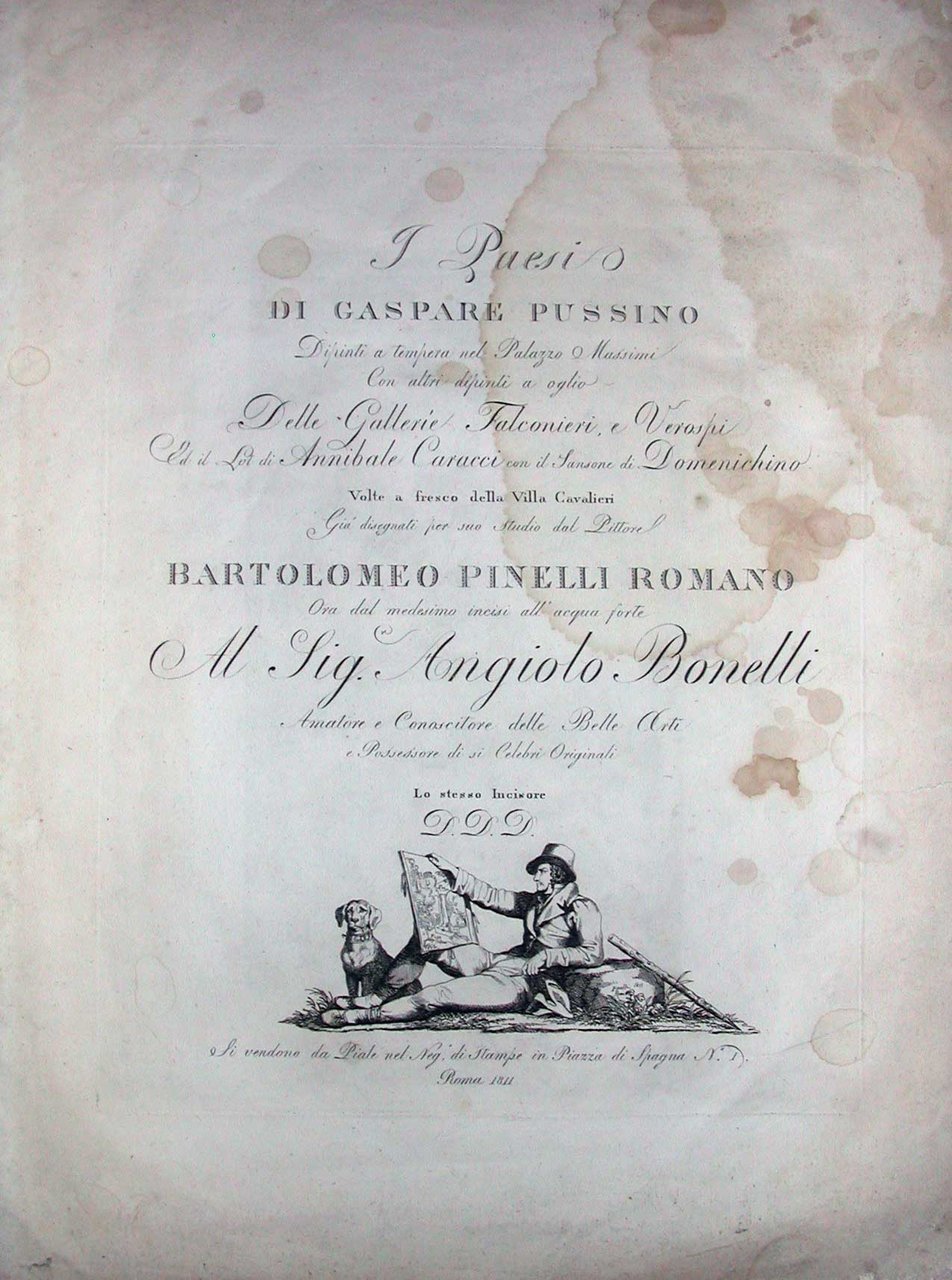 I Paesi
DI GASPARE PUSSINO
Dipinti a tempera nel Palazzo Massimi
Con altri dipinti a oglio
Delle Gallerie Falconieri, e Verospi
Ed il Lot di Annibale Caracci con il Sansone di Domenichino
Volte a fresco della Villa Cavalieri
Già disegnati per suo studio dal Pittore
BARTOLOMEO PINELLI ROMANO
Ora dal medesimo incisi all' acqua forte
Al Sig. Angiolo Bonelli
Amatore e Conoscitore delle Belle Arti
e Possessore di si Celebri Originali
Lo stesso Incisore
D. D. D.
Si vendono da Piale nel Neg. di Stampe in Piazza di Spagna N. 1.
Roma 1811